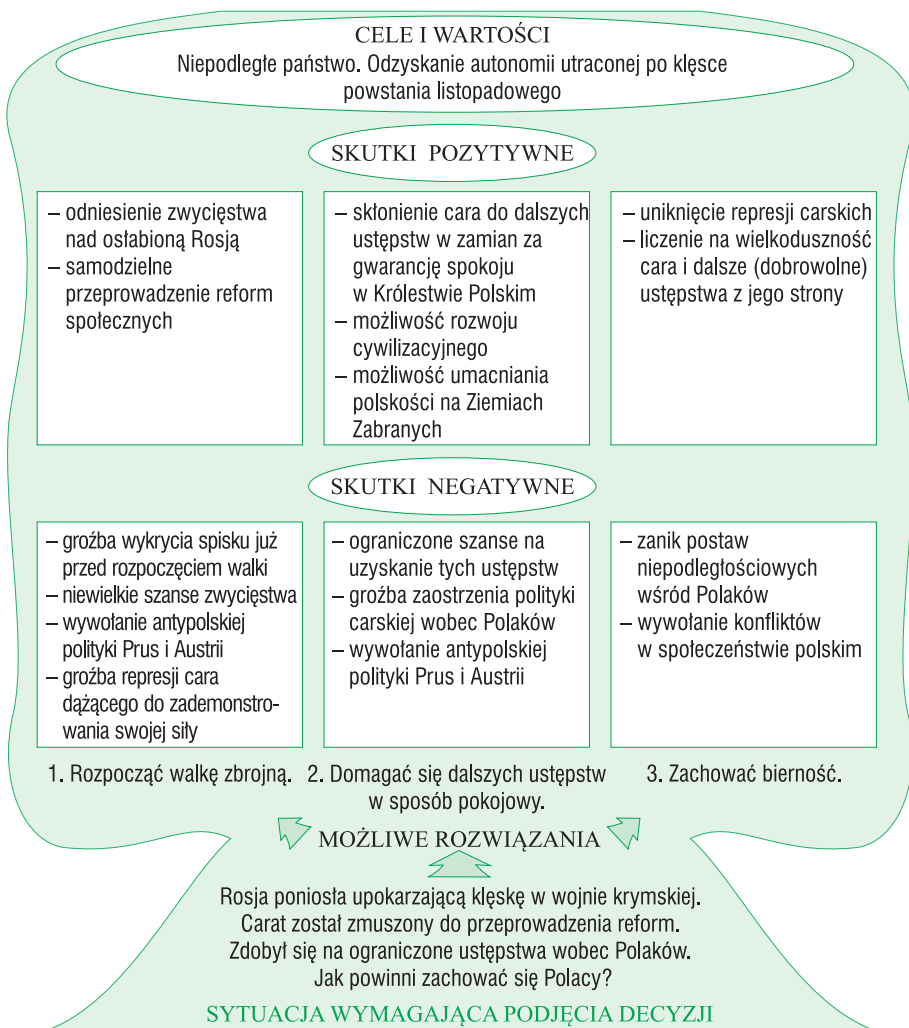 CELE I WARTOŚCI
Niepodległe państwo. Odzyskanie autonomii utraconej po klęsce
powstania listopadowego
SKUTKI POZYTYWNE
– odniesienie zwycięstwa
nad osłabioną Rosją
– samodzielne
przeprowadzenie reform
społecznych
– skłonienie cara do dalszych
ustępstw w zamian za
gwarancję spokoju
w Królestwie Polskim
– możliwość rozwoju
cywilizacyjnego
– możliwość umacniania
polskości na Ziemiach
Zabranych
– uniknięcie represji carskich
– liczenie na wielkoduszność
cara i dalsze (dobrowolne)
ustępstwa z jego strony
SKUTKI NEGATYWNE
– groźba wykrycia spisku już
przed rozpoczęciem walki
– niewielkie szanse zwycięstwa
– wywołanie antypolskiej
polityki Prus i Austrii
– groźba represji cara
dążącego do zademonstro-
wania swojej siły
– ograniczone szanse na
uzyskanie tych ustępstw
– groźba zaostrzenia polityki
carskiej wobec Polaków
– wywołanie antypolskiej
polityki Prus i Austrii
– zanik postaw
niepodległościowych
wśród Polaków
– wywołanie konfliktów
w społeczeństwie polskim
1. Rozpocząć walkę zbrojną.
2. Domagać się dalszych ustępstw
w sposób pokojowy.
3. Zachować bierność.
MOŻLIWE ROZWIĄZANIA
Rosja poniosła upokarzającą klęskę w wojnie krymskiej.
Carat został zmuszony do przeprowadzenia reform.
Zdobył się na ograniczone ustępstwa wobec Polaków.
Jak powinni zachować się Polacy?
SYTUACJA WYMAGAJĄCA PODJĘCIA DECYZJI